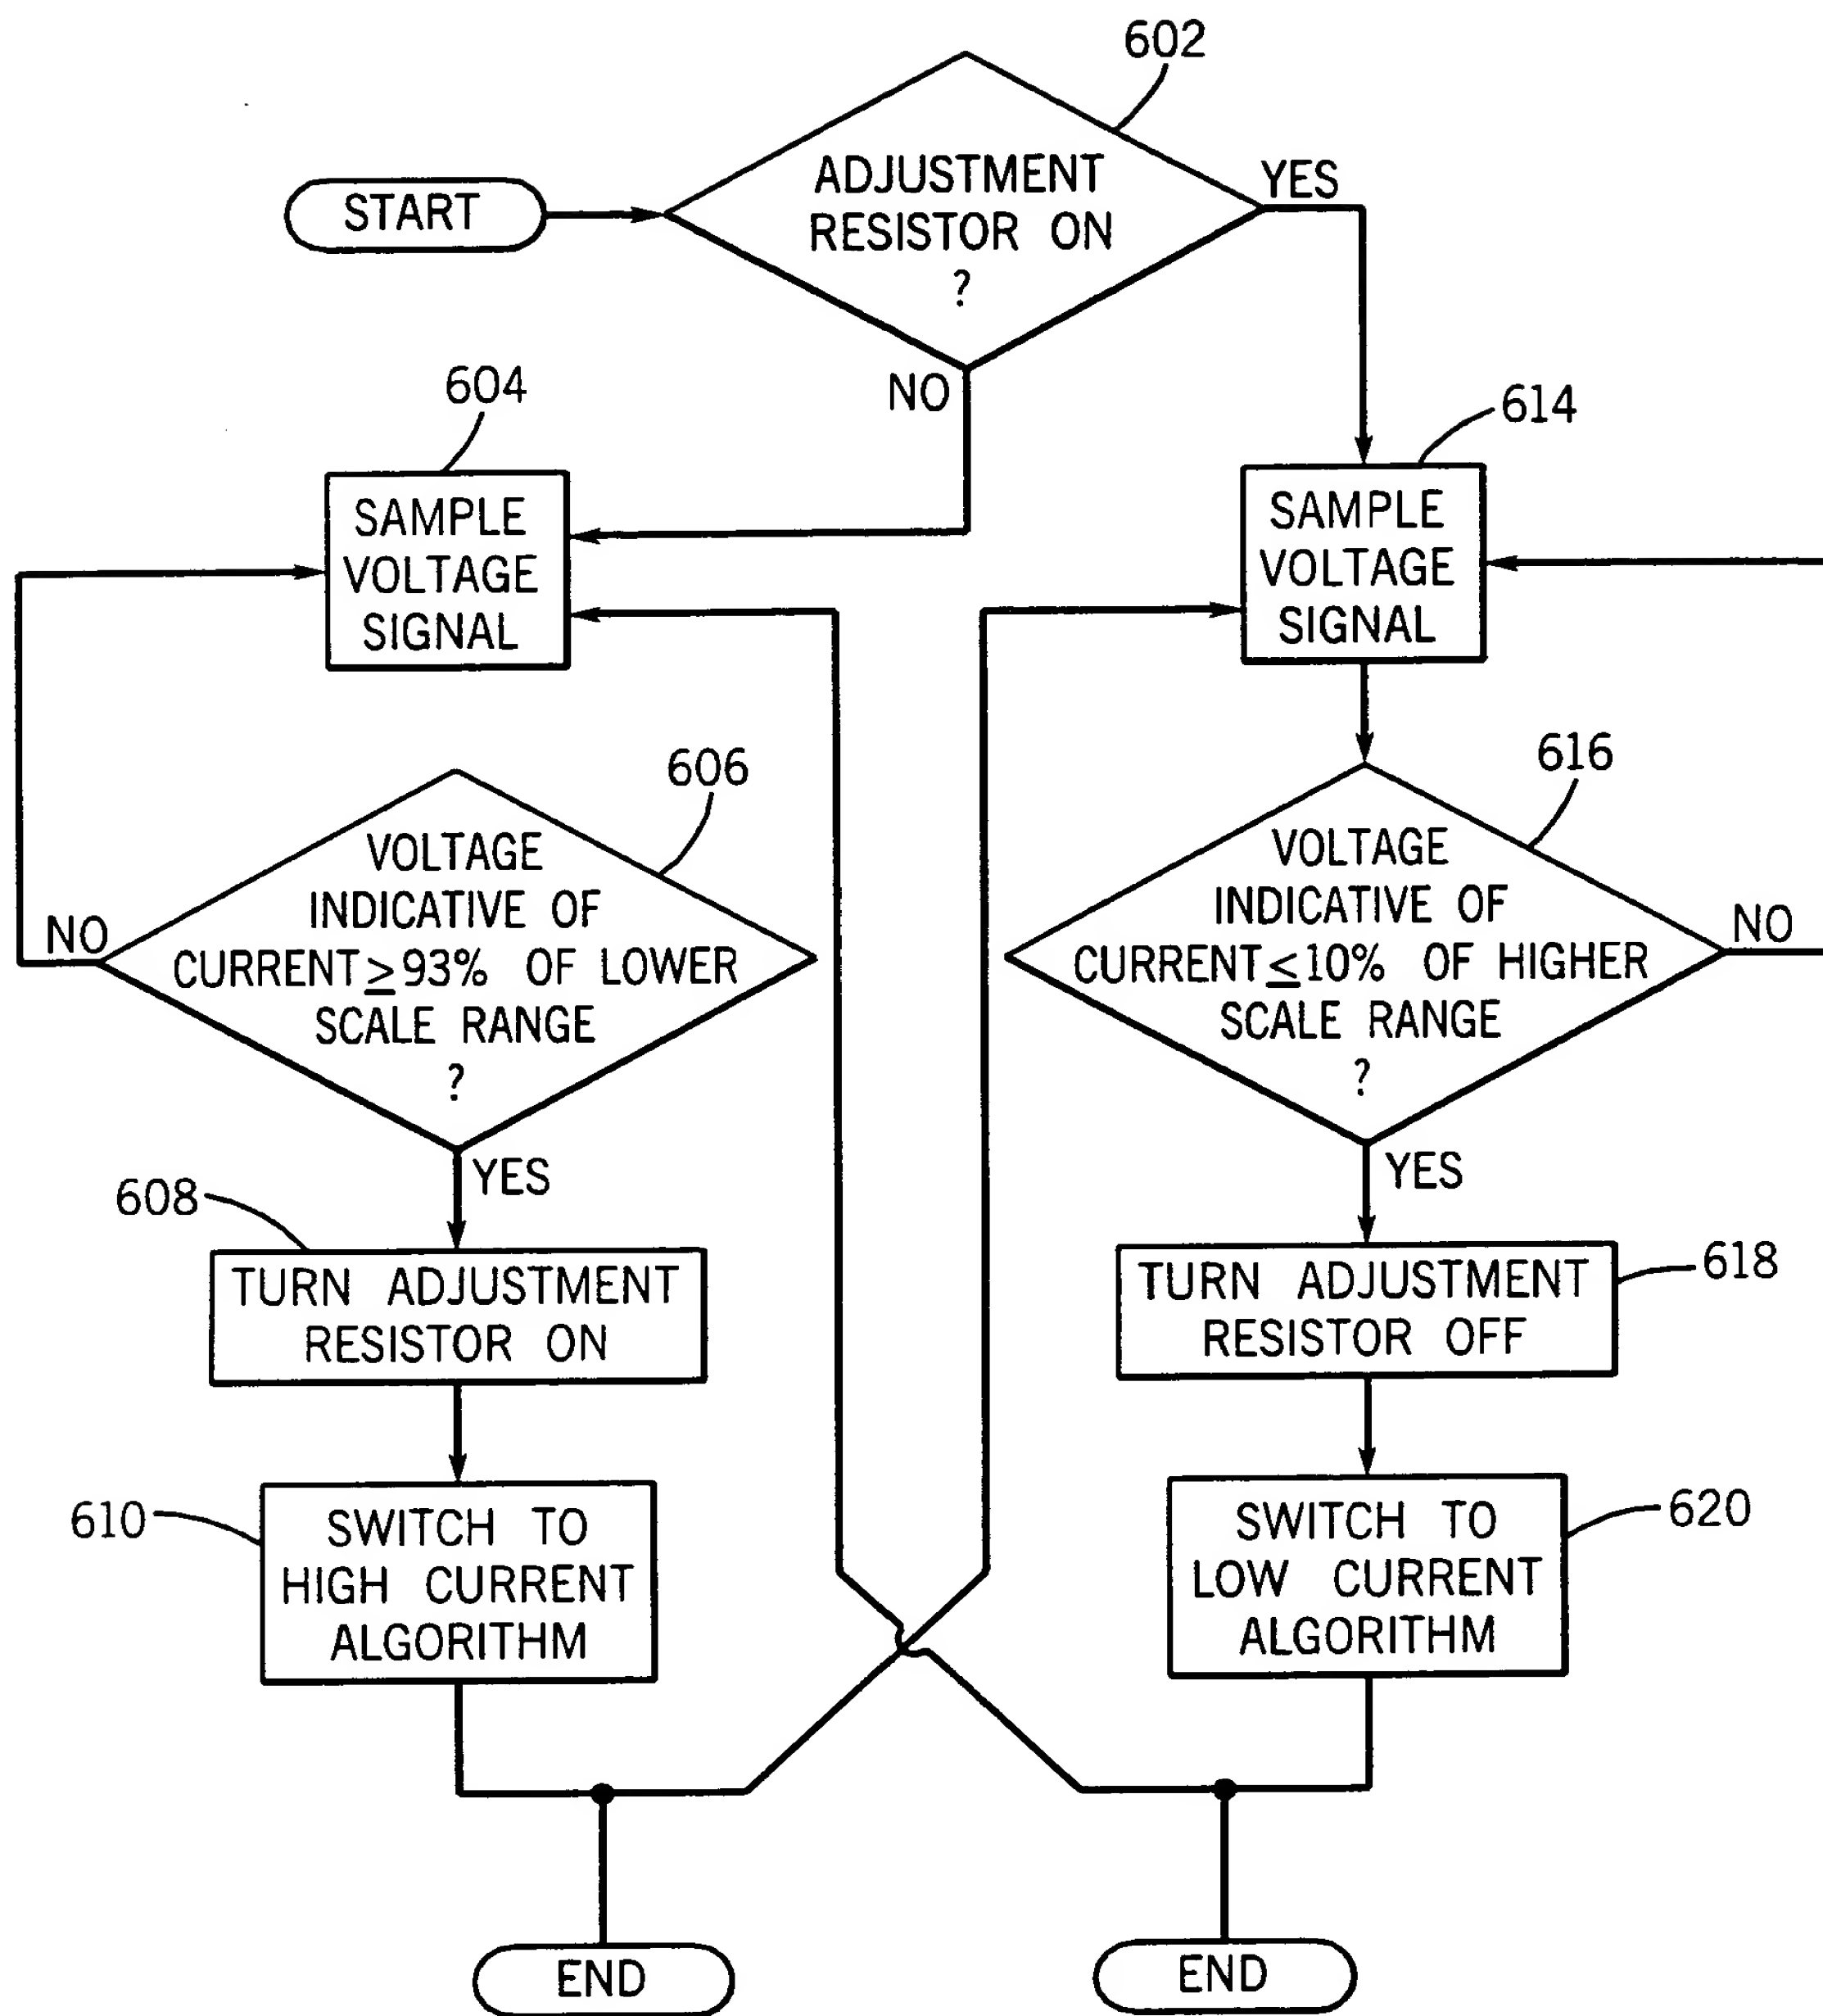 602
START
ADJUSTMENT
RESISTOR ON
?
YES
NO
604
SAMPLE
VOLTAGE
SIGNAL
614
SAMPLE
VOLTAGE
SIGNAL
606
VOLTAGE
INDICATIVE OF
CURRENT ≥ 93% OF LOWER
SCALE RANGE
?
NO
YES
616
VOLTAGE
INDICATIVE OF
CURRENT ≤ 10% OF HIGHER
SCALE RANGE
?
NO
YES
608
TURN ADJUSTMENT
RESISTOR ON
618
TURN ADJUSTMENT
RESISTOR OFF
610
SWITCH TO
HIGH CURRENT
ALGORITHM
620
SWITCH TO
LOW CURRENT
ALGORITHM
END
END